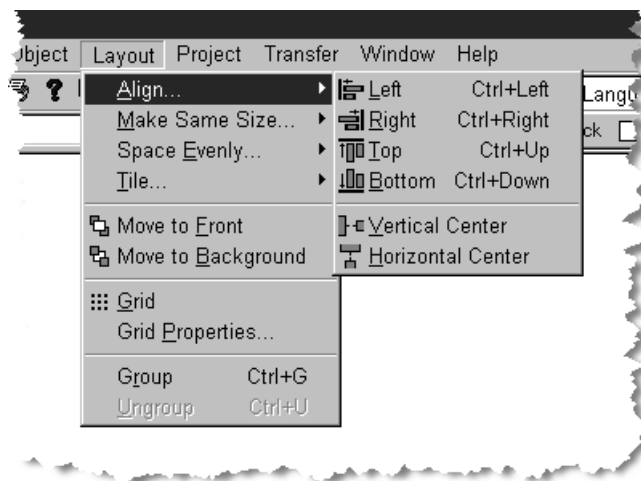 Layout Project Transfer Window Help
?
Align...
Make Same Size...
Space Evenly...
Tile...
Move to Front
Move to Background
Grid
Grid Properties...
Group Ctrl+G
Ungroup Ctrl+U
Left Ctrl+Left
Right Ctrl+Right
Top Ctrl+Up
Bottom Ctrl+Down
Vertical Center
Horizontal Center